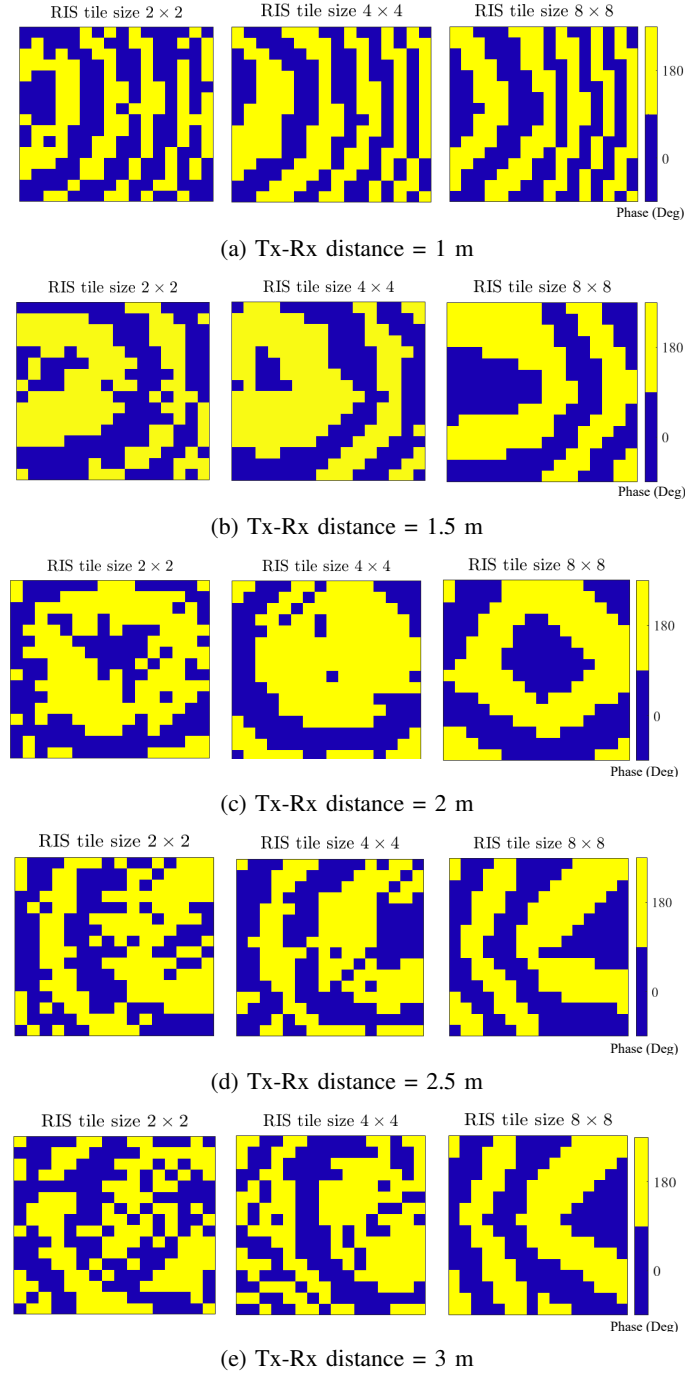 RIS tile size 2 × 2 RIS tile size 4 × 4 RIS tile size 8 × 8
180
0
Phase (Deg)
(a) Tx-Rx distance = 1 m
RIS tile size 2 × 2 RIS tile size 4 × 4 RIS tile size 8 × 8
180
0
Phase (Deg)
(b) Tx-Rx distance = 1.5 m
RIS tile size 2 × 2 RIS tile size 4 × 4 RIS tile size 8 × 8
180
0
Phase (Deg)
(c) Tx-Rx distance = 2 m
RIS tile size 2 × 2 RIS tile size 4 × 4 RIS tile size 8 × 8
180
0
Phase (Deg)
(d) Tx-Rx distance = 2.5 m
RIS tile size 2 × 2 RIS tile size 4 × 4 RIS tile size 8 × 8
180
0
Phase (Deg)
(e) Tx-Rx distance = 3 m